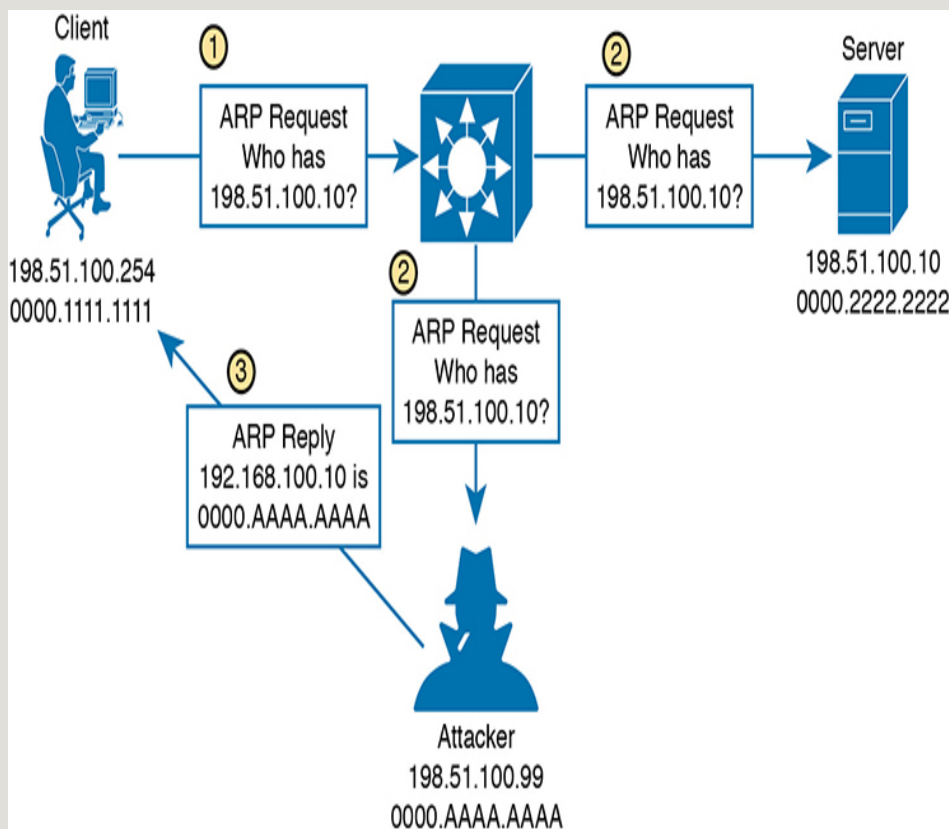 Client
1
ARP Request
Who has
198.51.100.10?
2
ARP Request
Who has
198.51.100.10?
Server
198.51.100.254
0000.1111.1111
198.51.100.10
0000.2222.2222
2
ARP Request
Who has
198.51.100.10?
3
ARP Reply
192.168.100.10 is
0000.AAAA.AAAA
Attacker
198.51.100.99
0000.AAAA.AAAA